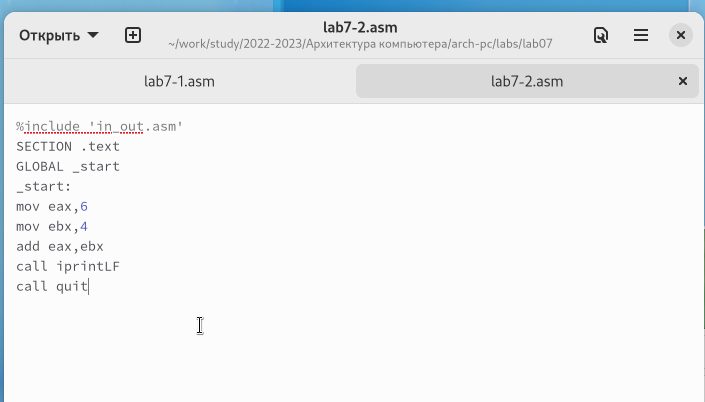 Открыть
lab7-2.asm
~/work/study/2022-2023/Архитектура компьютера/arch-pc/labs/lab07
lab7-1.asm
lab7-2.asm
%include 'in_out.asm'
SECTION .text
GLOBAL _start
_start:
mov eax,6
mov ebx,4
add eax,ebx
call iprintLF
call quit